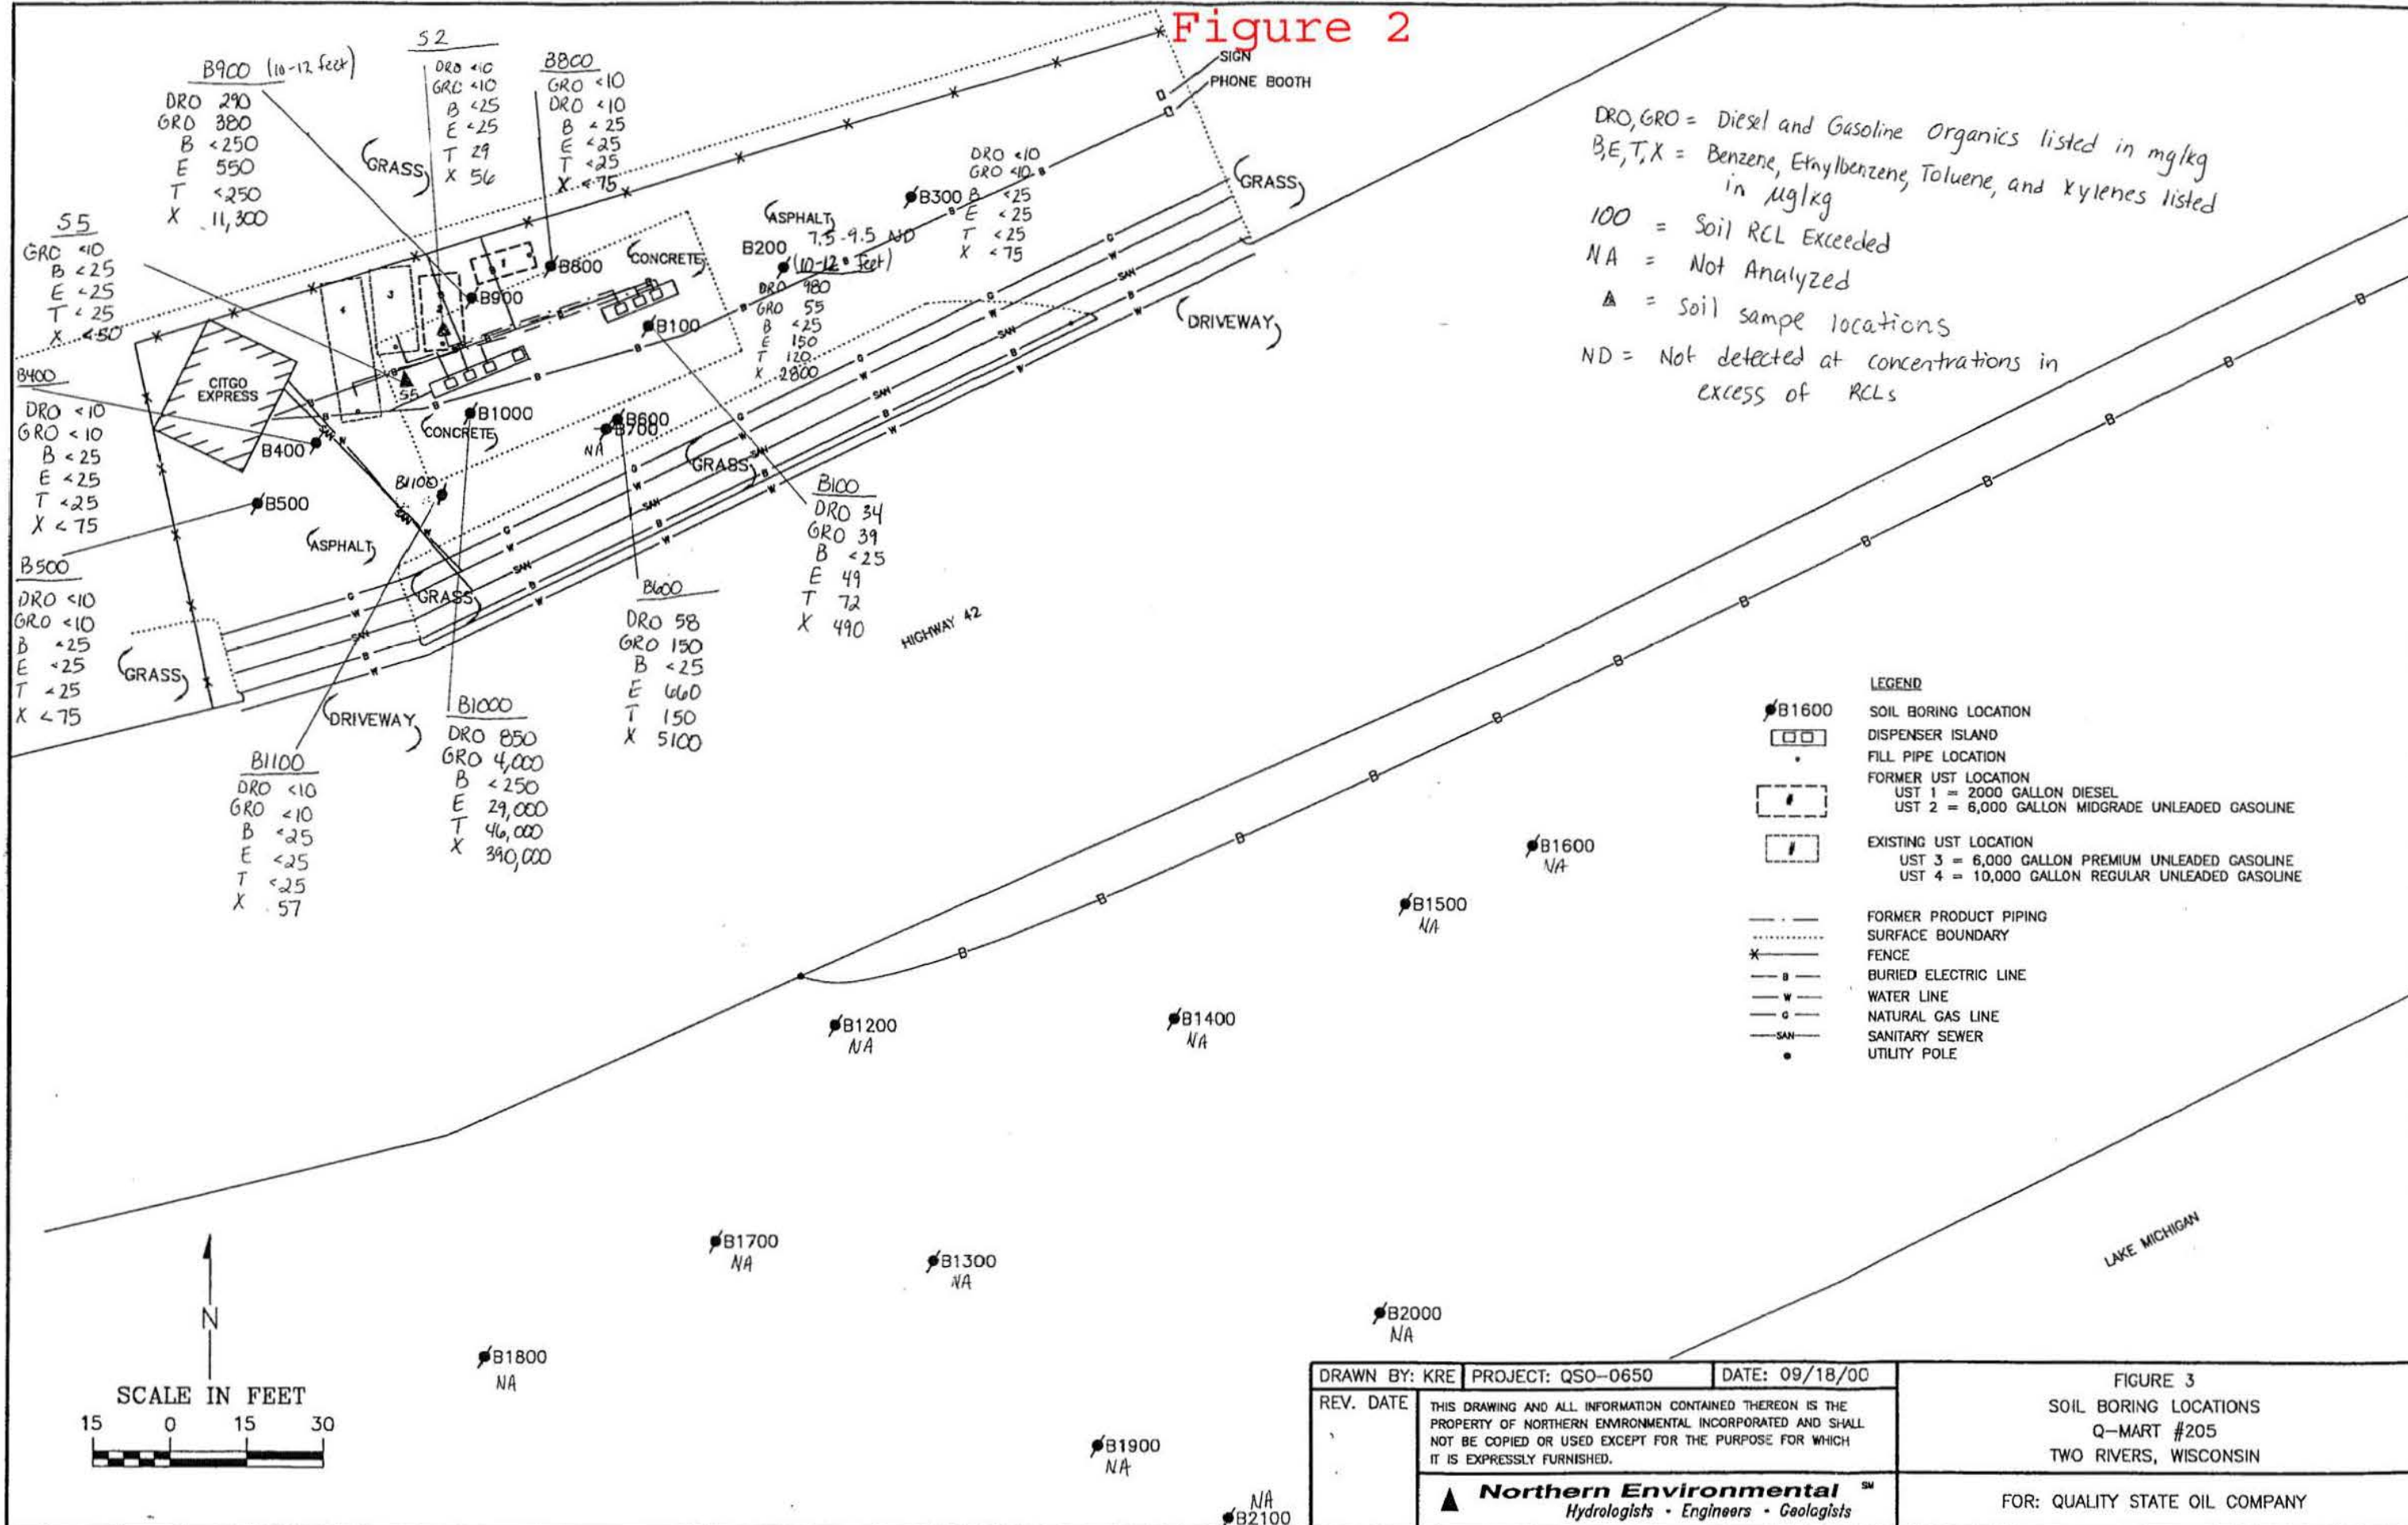 Figure 2
SIGN
PHONE BOOTH
B900 (10-12 feet)
DRO 290
GRO 380
B <250
E 550
T <250
X 11,300
S2
DRO <10
GRO <10
B <25
E <25
T 29
X 56
B800
GRO <10
DRO <10
B <25
E <25
T <25
X <75
DRO <10
GRO <10
B <25
E <25
T <25
X <75
DRO, GRO = Diesel and Gasoline Organics listed in mg/kg
B,E,T,X = Benzene, Ethylbenzene, Toluene, and Xylenes listed
in µg/kg
100 = Soil RCL Exceeded
NA = Not Analyzed
= soil sampe locations
ND = Not detected at concentrations in
excess of RCLs
GRASS
ASPHALT
B300
GRASS
S5
GRO <10
B <25
E <25
T <25
X <50
B800
CONCRETE
B200
7.5-9.5 ND
(10-12 feet)
DRO 980
GRO 55
B <25
E 150
T 120
X 2800
1
2
3
4
B900
B100
DRIVEWAY
S5
CITGO
EXPRESS
B400
DRO <10
GRO <10
B <25
E <25
T <25
X <75
B400
B1000
CONCRETE
B600
B700
NA
GRASS
B1100
B500
ASPHALT
B500
DRO <10
GRO <10
B <25
E <25
T <25
X <75
GRASS
GRASS
DRIVEWAY
B100
DRO 34
GRO 39
B <25
E 49
T 72
X 490
B600
DRO 58
GRO 150
B <25
E 660
T 150
X 5100
HIGHWAY 42
B1000
DRO 850
GRO 4,000
B <250
E 29,000
T 46,000
X 390,000
B1100
DRO <10
GRO <10
B <25
E <25
T <25
X 57
LEGEND
B1600 SOIL BORING LOCATION
DISPENSER ISLAND
FILL PIPE LOCATION
FORMER UST LOCATION
UST 1 = 2000 GALLON DIESEL
UST 2 = 6,000 GALLON MIDGRADE UNLEADED GASOLINE
EXISTING UST LOCATION
UST 3 = 6,000 GALLON PREMIUM UNLEADED GASOLINE
UST 4 = 10,000 GALLON REGULAR UNLEADED GASOLINE
FORMER PRODUCT PIPING
SURFACE BOUNDARY
X FENCE
B BURIED ELECTRIC LINE
W WATER LINE
G NATURAL GAS LINE
SAN SANITARY SEWER
UTILITY POLE
B1600
NA
B1500
NA
B1200
NA
B1400
NA
B1700
NA
B1300
NA
B2000
NA
B1800
NA
B1900
NA
NA
B2100
LAKE MICHIGAN
N
SCALE IN FEET
15 0 15 30
DRAWN BY: KRE PROJECT: QSO-0650 DATE: 09/18/00
REV. DATE
THIS DRAWING AND ALL INFORMATION CONTAINED THEREON IS THE
PROPERTY OF NORTHERN ENVIRONMENTAL INCORPORATED AND SHALL
NOT BE COPIED OR USED EXCEPT FOR THE PURPOSE FOR WHICH
IT IS EXPRESSLY FURNISHED.
Northern Environmental SM
Hydrologists · Engineers · Geologists
FIGURE 3
SOIL BORING LOCATIONS
Q-MART #205
TWO RIVERS, WISCONSIN
FOR: QUALITY STATE OIL COMPANY